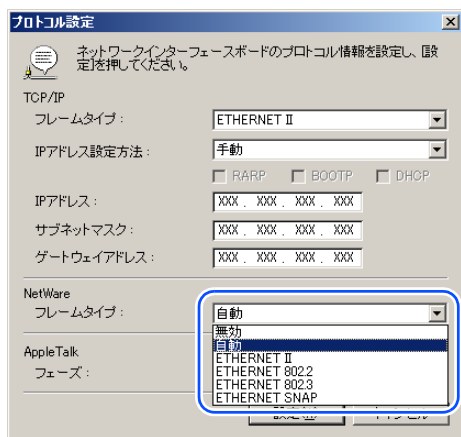 プロトコル設定
ネットワークインターフェースボードのプロトコル情報を設定し、[設
定]を押してください。
TCP/IP
フレームタイプ: ETHERNET II
IPアドレス設定方法: 手動
RARP BOOTP DHCP
IPアドレス: XXX . XXX . XXX . XXX
サブネットマスク: XXX . XXX . XXX . XXX
ゲートウェイアドレス: XXX . XXX . XXX . XXX
NetWare
フレームタイプ: 自動
無効
自動
ETHERNET II
ETHERNET 802.2
ETHERNET 802.3
ETHERNET SNAP
AppleTalk
フェーズ: